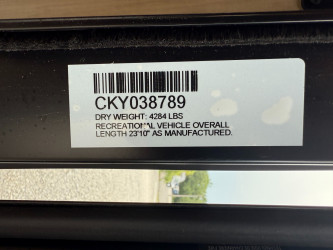 CKY038789
DRY WEIGHT: 4284 LBS
RECREATIONAL VEHICLE OVERALL
LENGTH 23'10" AS MANUFACTURED.